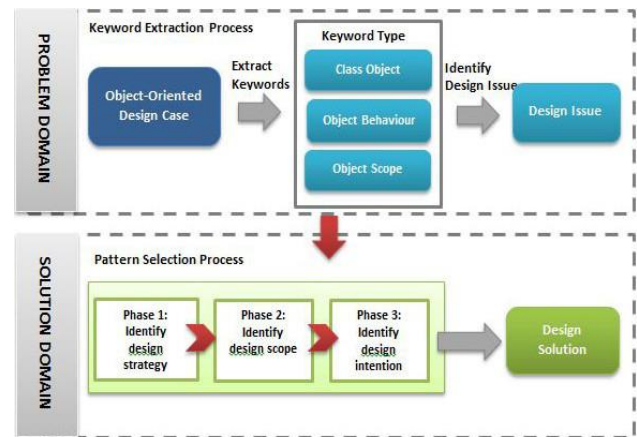 PROBLEM DOMAIN
Keyword Extraction Process
Object-Oriented
Design Case
Extract
Keywords
Keyword Type
Class Object
Object Behaviour
Object Scope
Identify
Design Issue
Design Issue
SOLUTION DOMAIN
Pattern Selection Process
Phase 1:
Identify
design
strategy
Phase 2:
Identify
design scope
Phase 3:
Identify
design
intention
Design
Solution